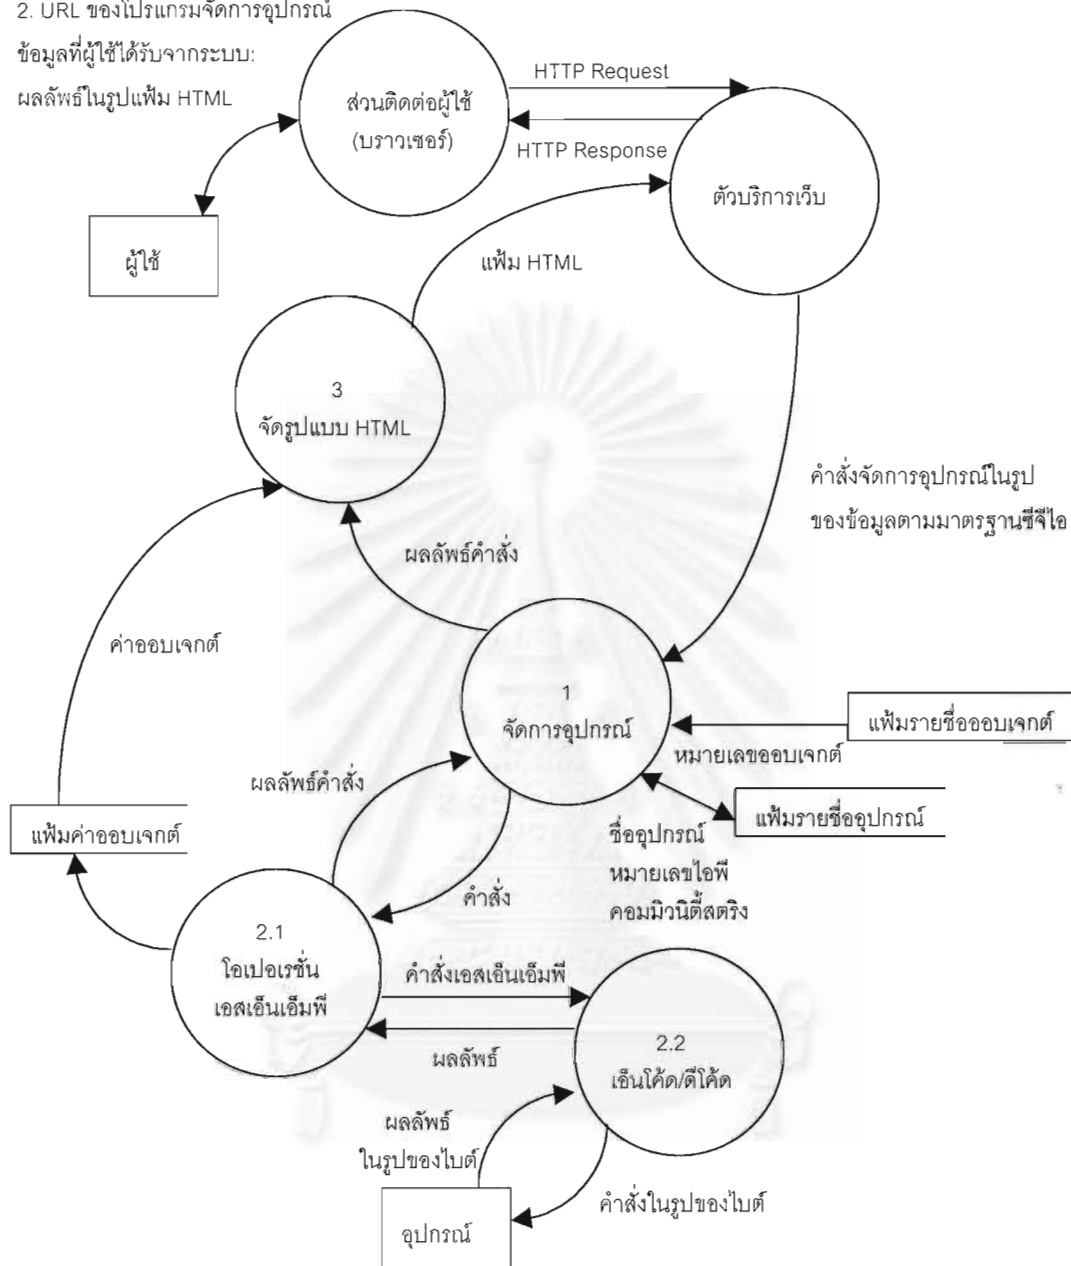 2. URL ของโปรแกรมจัดการอุปกรณ์
ข้อมูลที่ผู้ใช้ได้รับจากระบบ:
ผลลัพธ์ในรูปแฟ้ม HTML
ส่วนติดต่อผู้ใช้
(บราวเซอร์)
HTTP Request
HTTP Response
ตัวบริการเว็บ
ผู้ใช้
แฟ้ม HTML
3
จัดรูปแบบ HTML
คำสั่งจัดการอุปกรณ์ในรูป
ของข้อมูลตามมาตรฐานซีจีไอ
ผลลัพธ์คำสั่ง
ค่าออบเจกต์
1
จัดการอุปกรณ์
แฟ้มรายชื่อออบเจกต์
หมายเลขออบเจกต์
ผลลัพธ์คำสั่ง
แฟ้มรายชื่ออุปกรณ์
แฟ้มค่าออบเจกต์
ชื่ออุปกรณ์
หมายเลขไอพี
คอมมิวนิตี้สตริง
คำสั่ง
2.1
โอเปอเรชั่น
เอสเอ็นเอ็มพี
คำสั่งเอสเอ็นเอ็มพี
ผลลัพธ์
2.2
เอ็นโค้ด/ดีโค้ด
ผลลัพธ์
ในรูปของไบต์
คำสั่งในรูปของไบต์
อุปกรณ์